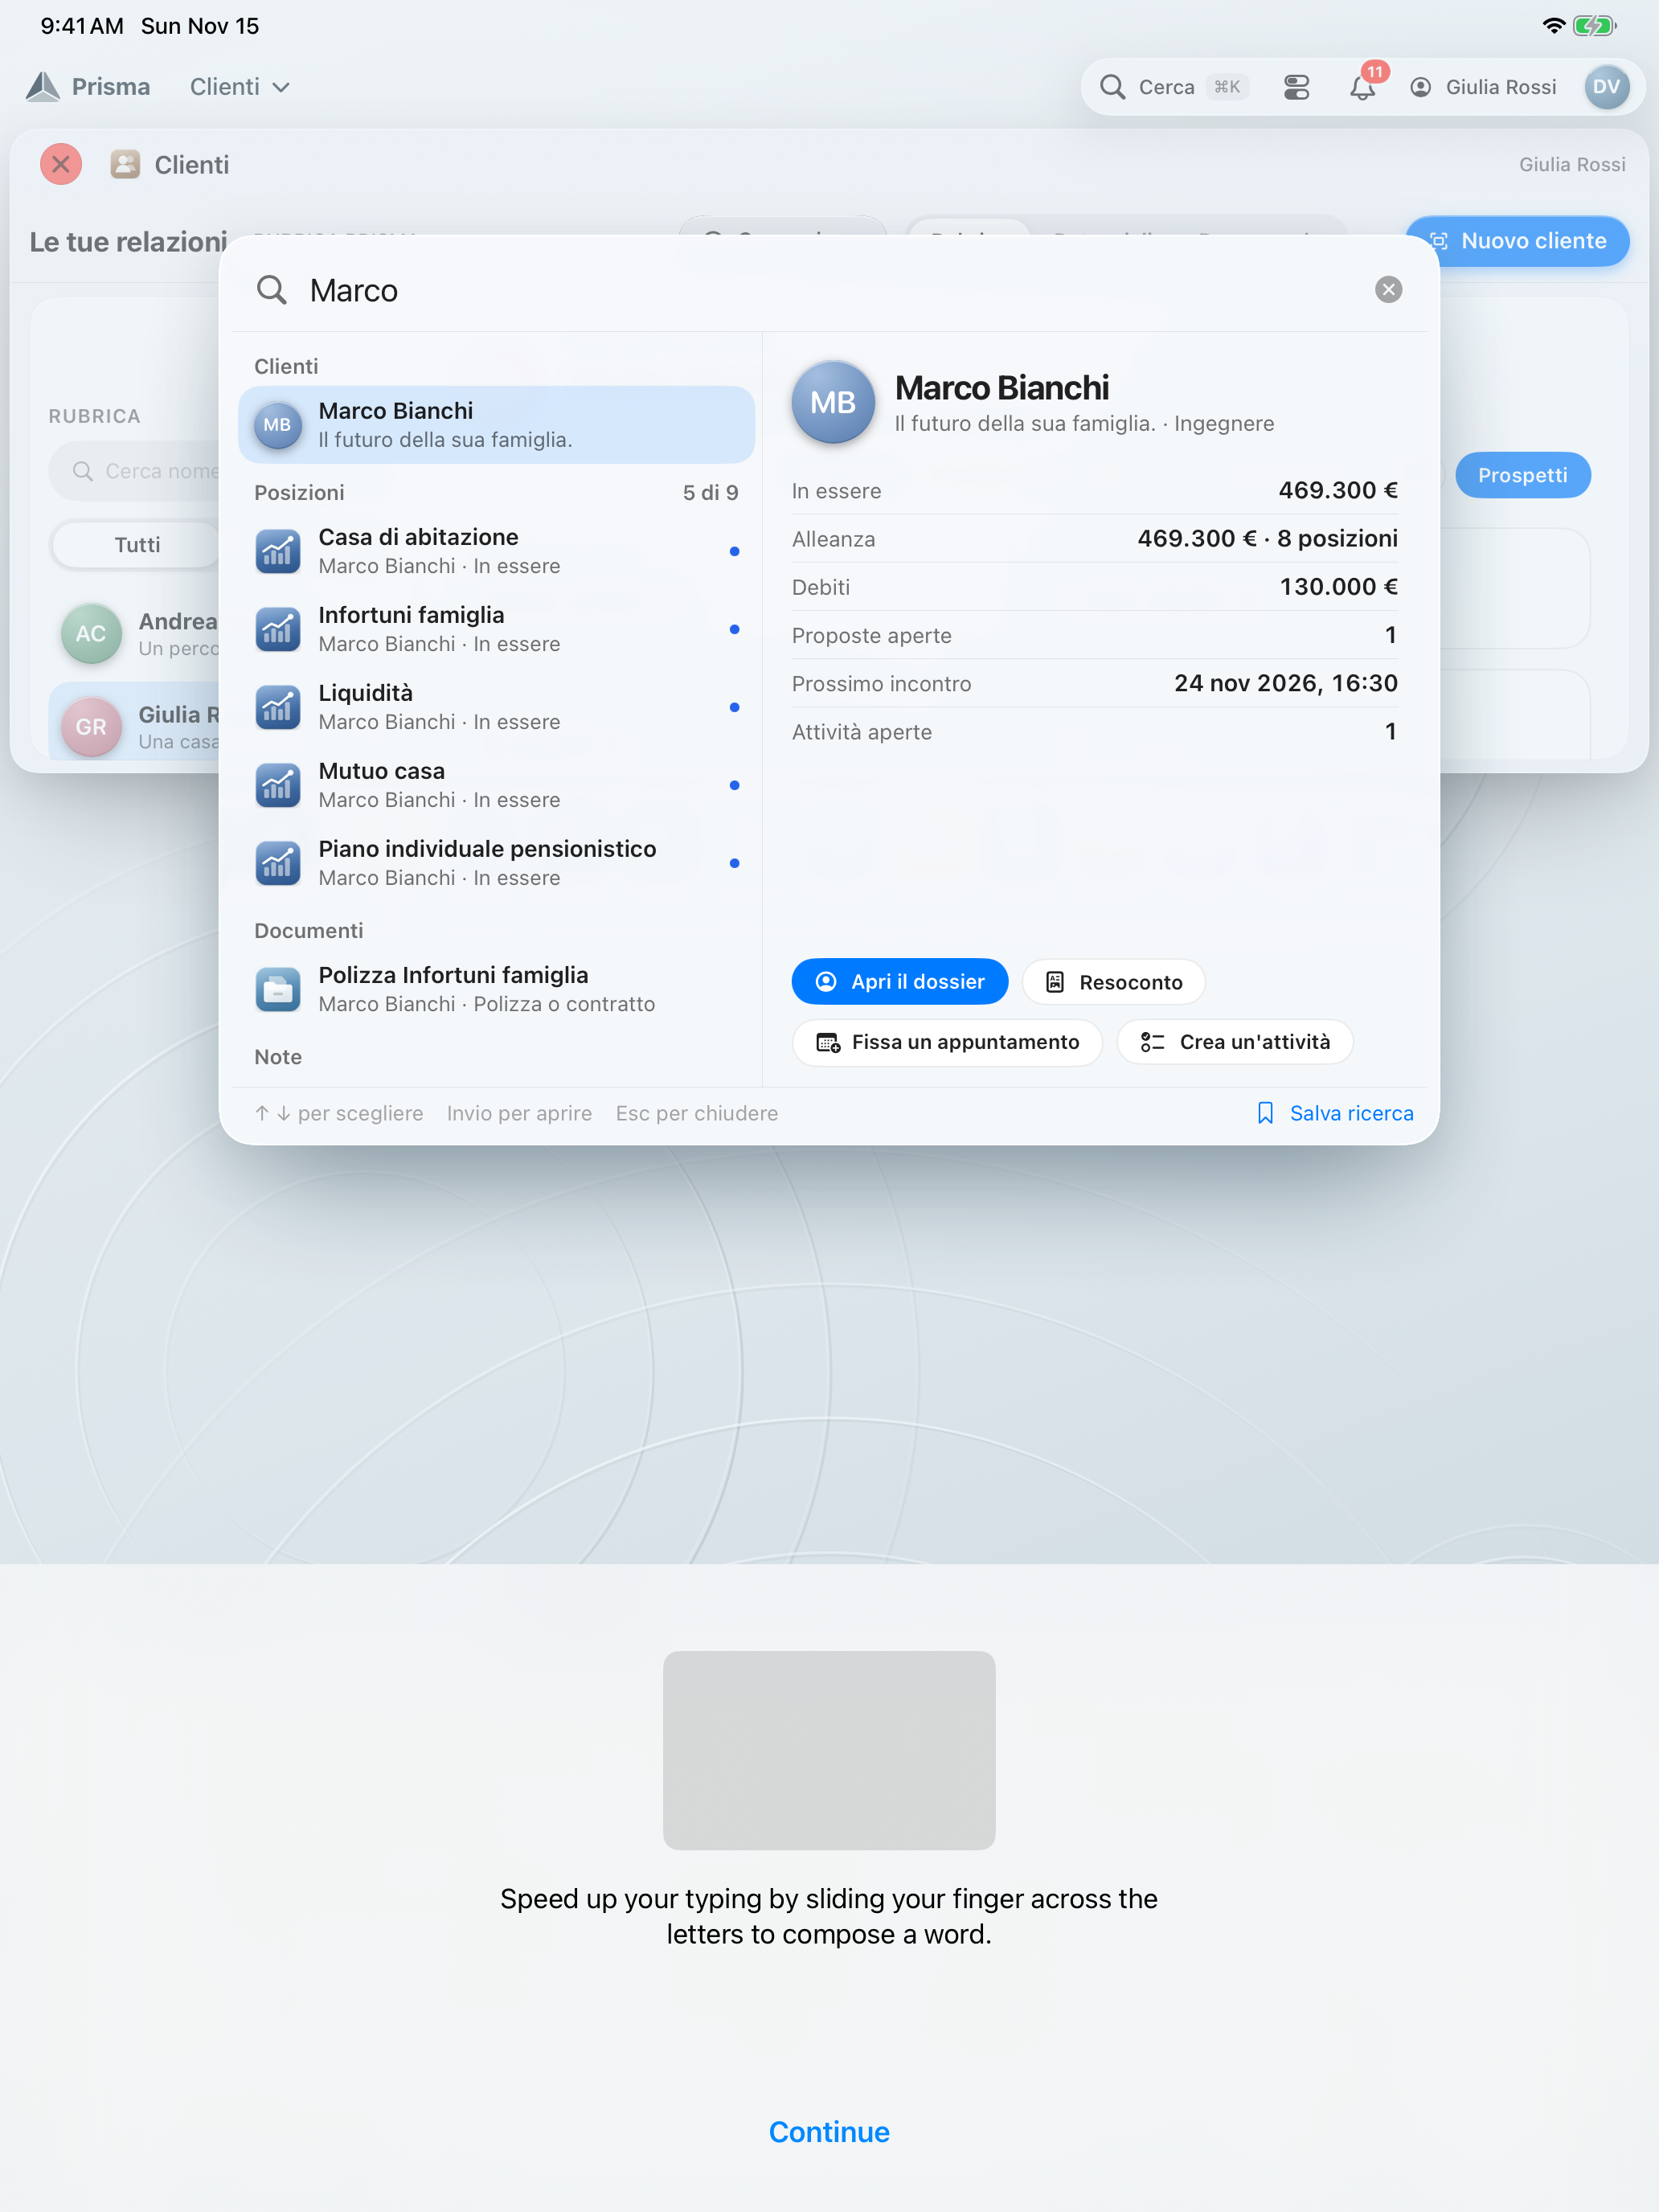 9:41 AM Sun Nov 15
Prisma Clienti
Cerca ⌘K 11 Giulia Rossi DV
Clienti Giulia Rossi
Le tue relazioni
Nuovo cliente
Marco
RUBRICA
Cerca nome
Tutti
AC Andrea
Un perco
GR Giulia R
Una casa
Prospetti
Clienti
MB Marco Bianchi
Il futuro della sua famiglia.
Posizioni 5 di 9
Casa di abitazione
Marco Bianchi · In essere
Infortuni famiglia
Marco Bianchi · In essere
Liquidità
Marco Bianchi · In essere
Mutuo casa
Marco Bianchi · In essere
Piano individuale pensionistico
Marco Bianchi · In essere
Documenti
Polizza Infortuni famiglia
Marco Bianchi · Polizza o contratto
Note
MB Marco Bianchi
Il futuro della sua famiglia. · Ingegnere
In essere 469.300 €
Alleanza 469.300 € · 8 posizioni
Debiti 130.000 €
Proposte aperte 1
Prossimo incontro 24 nov 2026, 16:30
Attività aperte 1
Apri il dossier Resoconto
Fissa un appuntamento Crea un'attività
↑ ↓ per scegliere Invio per aprire Esc per chiudere Salva ricerca
Speed up your typing by sliding your finger across the
letters to compose a word.
Continue